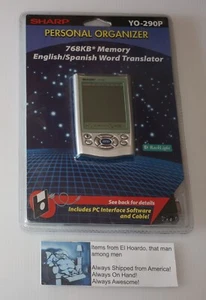 SHARP YO-290P
PERSONAL ORGANIZER
768KB* Memory
English/Spanish Word Translator
See back for details
Includes PC Interface Software
and Cable!
Items from El Hoardo, that man
among men
Always Shipped from America!
Always On Hand!
Always Awesome!